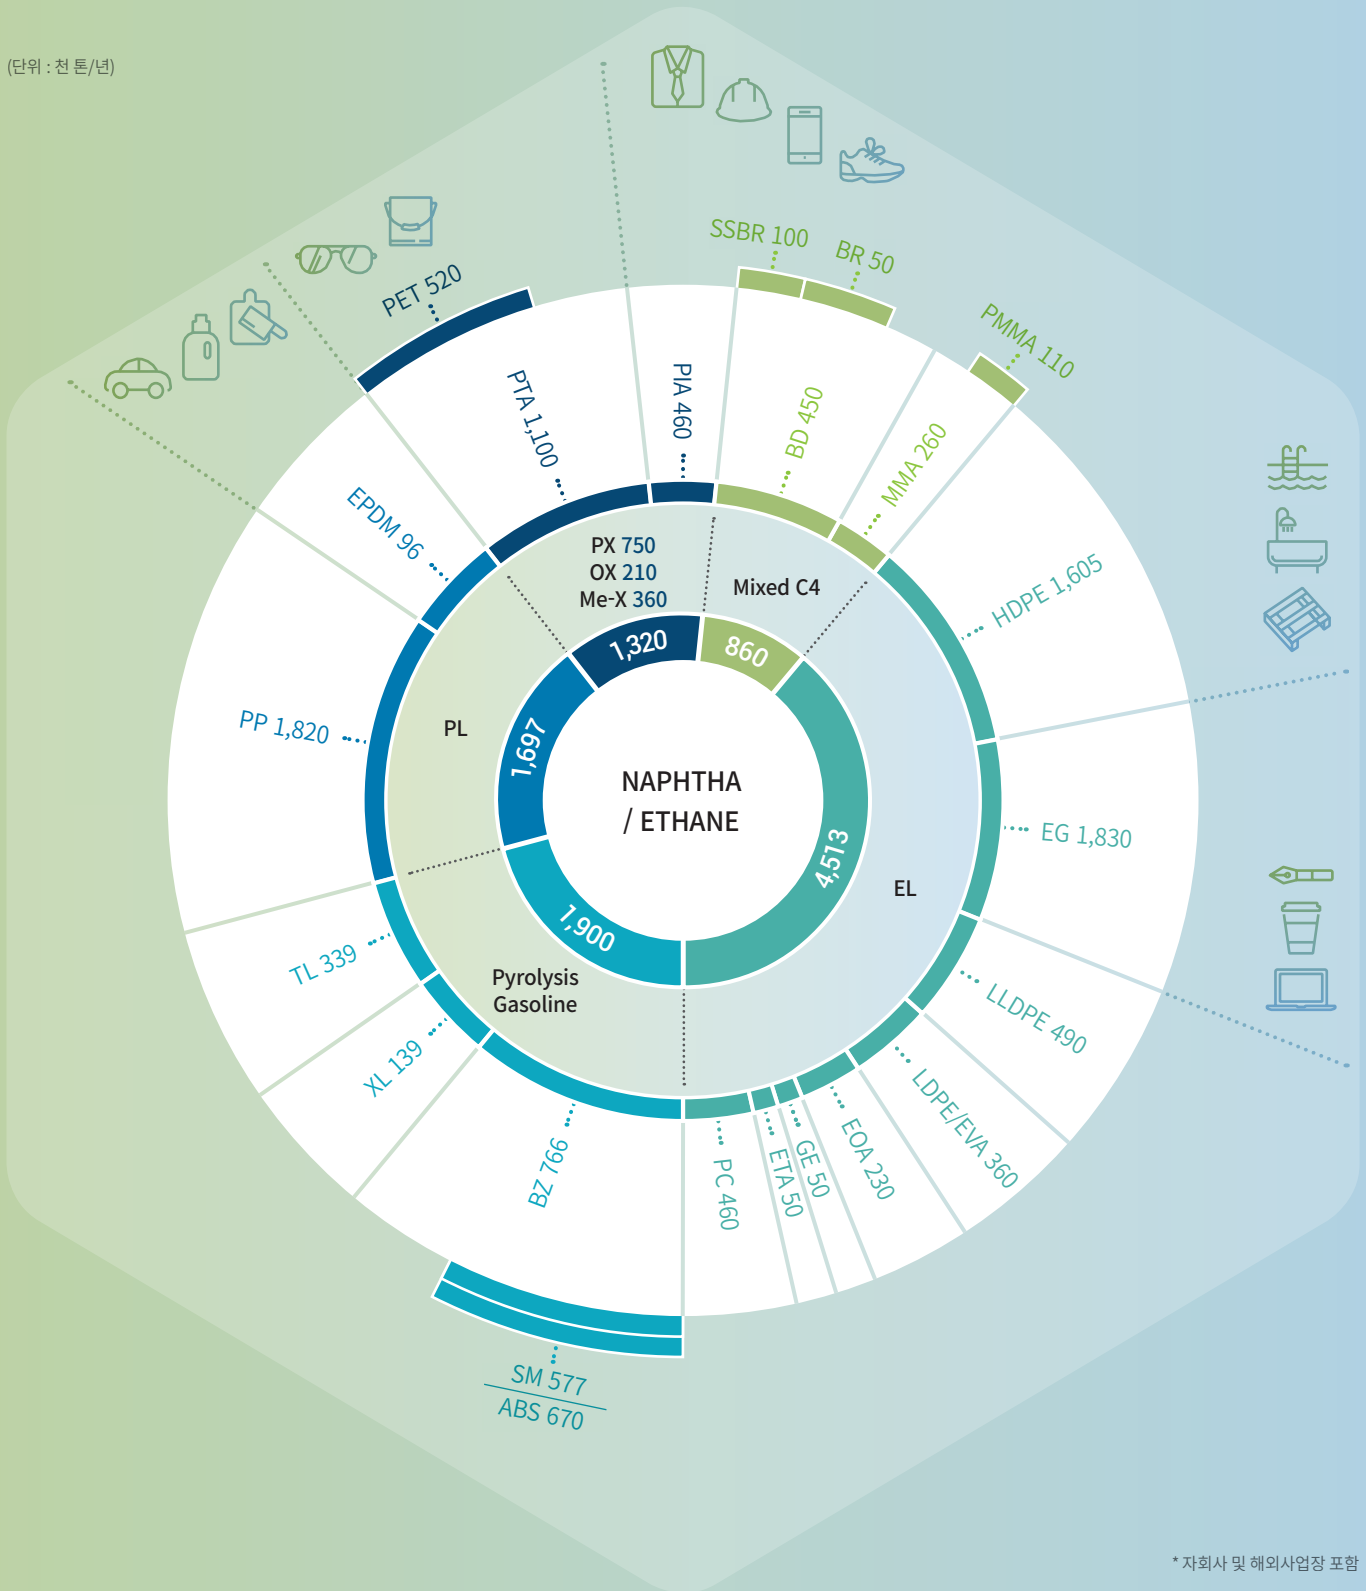 (단위 : 천 톤/년)
SSBR 100
BR 50
PMMA 110
PET 520
PTA 1,100
PIA 460
BD 450
MMA 260
EPDM 96
PX 750
OX 210
Me-X 360
Mixed C4
1,320
860
HDPE 1,605
PP 1,820
PL
1,697
NAPHTHA
/ ETHANE
4,513
EL
EG 1,830
1,900
Pyrolysis
Gasoline
TL 339
XL 139
BZ 766
LLDPE 490
LDPE/EVA 360
EOA 230
GE 50
ETA 50
PC 460
SM 577
ABS 670
* 자회사 및 해외사업장 포함